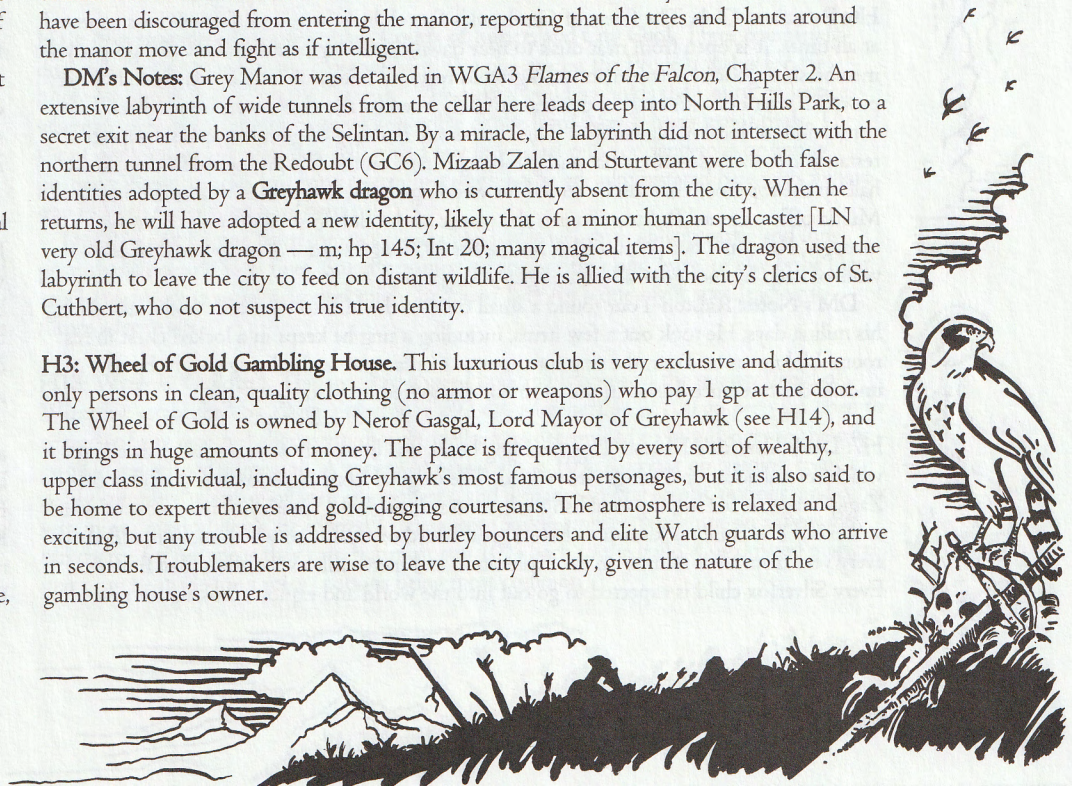 have been discouraged from entering the manor, reporting that the trees and plants around
the manor move and fight as if intelligent.
DM's Notes: Grey Manor was detailed in WGA3 Flames of the Falcon, Chapter 2. An
extensive labyrinth of wide tunnels from the cellar here leads deep into North Hills Park, to a
secret exit near the banks of the Selintan. By a miracle, the labyrinth did not intersect with the
northern tunnel from the Redoubt (GC6), Mizaab Zalen and Sturtevant were both false
identities adopted by a Greyhawk dragon who is currently absent from the city. When he
returns, he will have adopted a new identity, likely that of a minor human spellcaster [LN
very old Greyhawk dragon — m; hp 145; Int 20; many magical items]. The dragon used the
labyrinth to leave the city to feed on distant wildlife. He is allied with the city's clerics of St.
Cuthbert, who do not suspect his true identity.
H3: Wheel of Gold Gambling House. This luxurious club is very exclusive and admits
only persons in clean, quality clothing (no armor or weapons) who pay 1 gp at the door.
The Wheel of Gold is owned by Nerof Gasgal, Lord Mayor of Greyhawk (see H14), and
it brings in huge amounts of money. The place is frequented by every sort of wealthy,
upper class individual, including Greyhawk's most famous personages, but it is also said to
be home to expert thieves and gold-digging courtesans. The atmosphere is relaxed and
exciting, but any trouble is addressed by burley bouncers and elite Watch guards who arrive
in seconds. Troublemakers are wise to leave the city quickly, given the nature of the
gambling house's owner.